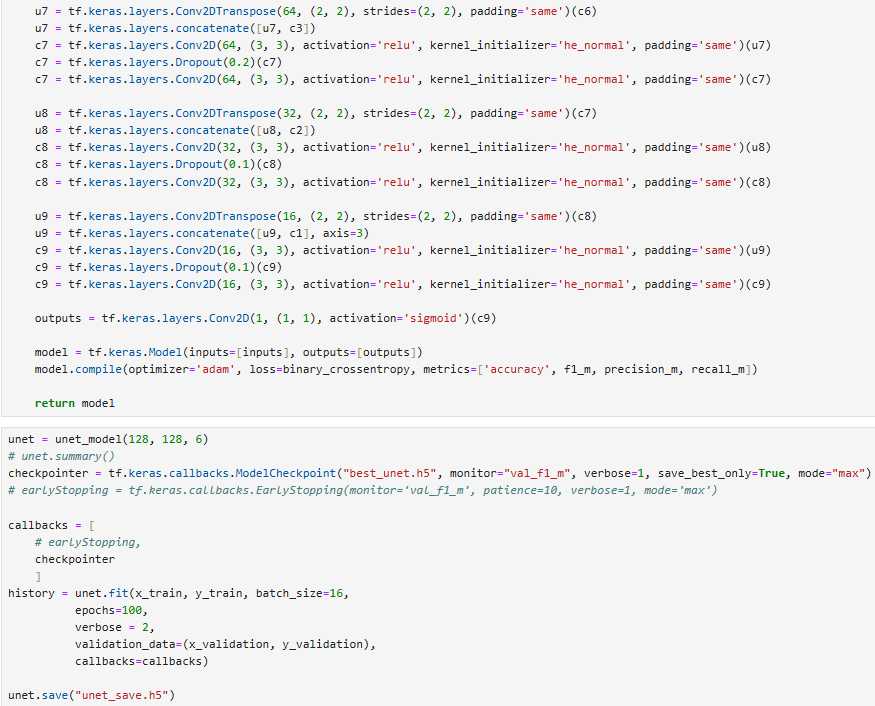 u7 = tf.keras.layers.Conv2DTranspose(64, (2, 2), strides=(2, 2), padding='same')(c6)
u7 = tf.keras.layers.concatenate([u7, c3])
c7 = tf.keras.layers.Conv2D(64, (3, 3), activation='relu', kernel_initializer='he_normal', padding='same')(u7)
c7 = tf.keras.layers.Dropout(0.2)(c7)
c7 = tf.keras.layers.Conv2D(64, (3, 3), activation='relu', kernel_initializer='he_normal', padding='same')(c7)
u8 = tf.keras.layers.Conv2DTranspose(32, (2, 2), strides=(2, 2), padding='same')(c7)
u8 = tf.keras.layers.concatenate([u8, c2])
c8 = tf.keras.layers.Conv2D(32, (3, 3), activation='relu', kernel_initializer='he_normal', padding='same')(u8)
c8 = tf.keras.layers.Dropout(0.1)(c8)
c8 = tf.keras.layers.Conv2D(32, (3, 3), activation='relu', kernel_initializer='he_normal', padding='same')(c8)
u9 = tf.keras.layers.Conv2DTranspose(16, (2, 2), strides=(2, 2), padding='same')(c8)
u9 = tf.keras.layers.concatenate([u9, c1], axis=3)
c9 = tf.keras.layers.Conv2D(16, (3, 3), activation='relu', kernel_initializer='he_normal', padding='same')(u9)
c9 = tf.keras.layers.Dropout(0.1)(c9)
c9 = tf.keras.layers.Conv2D(16, (3, 3), activation='relu', kernel_initializer='he_normal', padding='same')(c9)
outputs = tf.keras.layers.Conv2D(1, (1, 1), activation='sigmoid')(c9)
model = tf.keras.Model(inputs=[inputs], outputs=[outputs])
model.compile(optimizer='adam', loss=binary_crossentropy, metrics=['accuracy', f1_m, precision_m, recall_m])
return model
unet = unet_model(128, 128, 6)
# unet.summary()
checkpointer = tf.keras.callbacks.ModelCheckpoint("best_unet.h5", monitor="val_f1_m", verbose=1, save_best_only=True, mode="max")
# earlyStopping = tf.keras.callbacks.EarlyStopping(monitor='val_f1_m', patience=10, verbose=1, mode='max')
callbacks = [
# earlyStopping,
checkpointer
]
history = unet.fit(x_train, y_train, batch_size=16,
epochs=100,
verbose = 2,
validation_data=(x_validation, y_validation),
callbacks=callbacks)
unet.save("unet_save.h5")